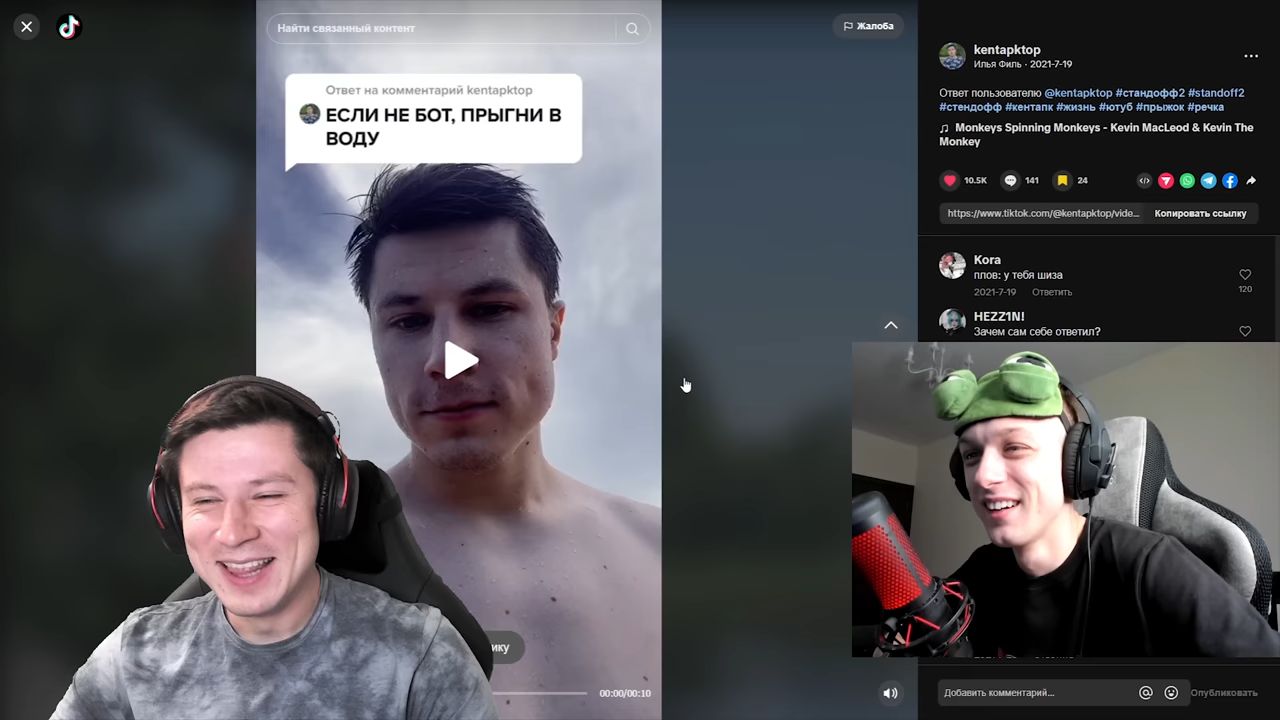 Найти связанный контент
Жалоба
Ответ на комментарий kentapktop
ЕСЛИ НЕ БОТ, ПРЫГНИ В
ВОДУ
ику
00:00/00:10
kentapktop
Илья Филь · 2021-7-19
Ответ пользователю @kentapktop #стандофф2 #standoff2
#стендофф #кентапк #жизнь #ютуб #прыжок #речка
Monkeys Spinning Monkeys - Kevin MacLeod & Kevin The
Monkey
10.5K
141
24
https://www.tiktok.com/@kentapktop/vide...
Копировать ссылку
Kora
плов: у тебя шиза
2021-7-19 Ответить
120
HEZZ1N!
Зачем сам себе ответил?
Добавить комментарий...
Опубликовать